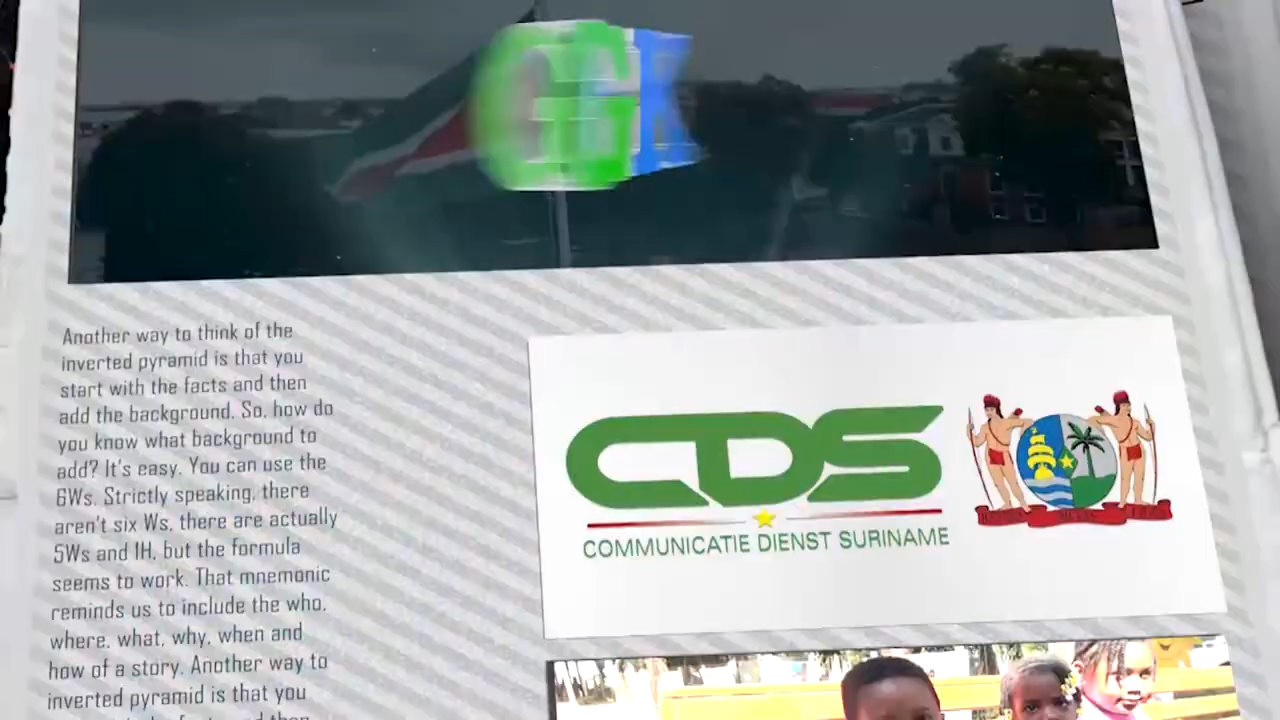 Another way to think of the
inverted pyramid is that you
start with the facts and then
add the background. So, how do
you know what background to
add? It's easy. You can use the
6Ws. Strictly speaking, there
aren't six Ws, there are actually
5Ws and 1H, but the formula
seems to work. That mnemonic
reminds us to include the who,
where, what, why, when and
how of a story. Another way to
inverted pyramid is that you
CDS
COMMUNICATIE DIENST SURINAME